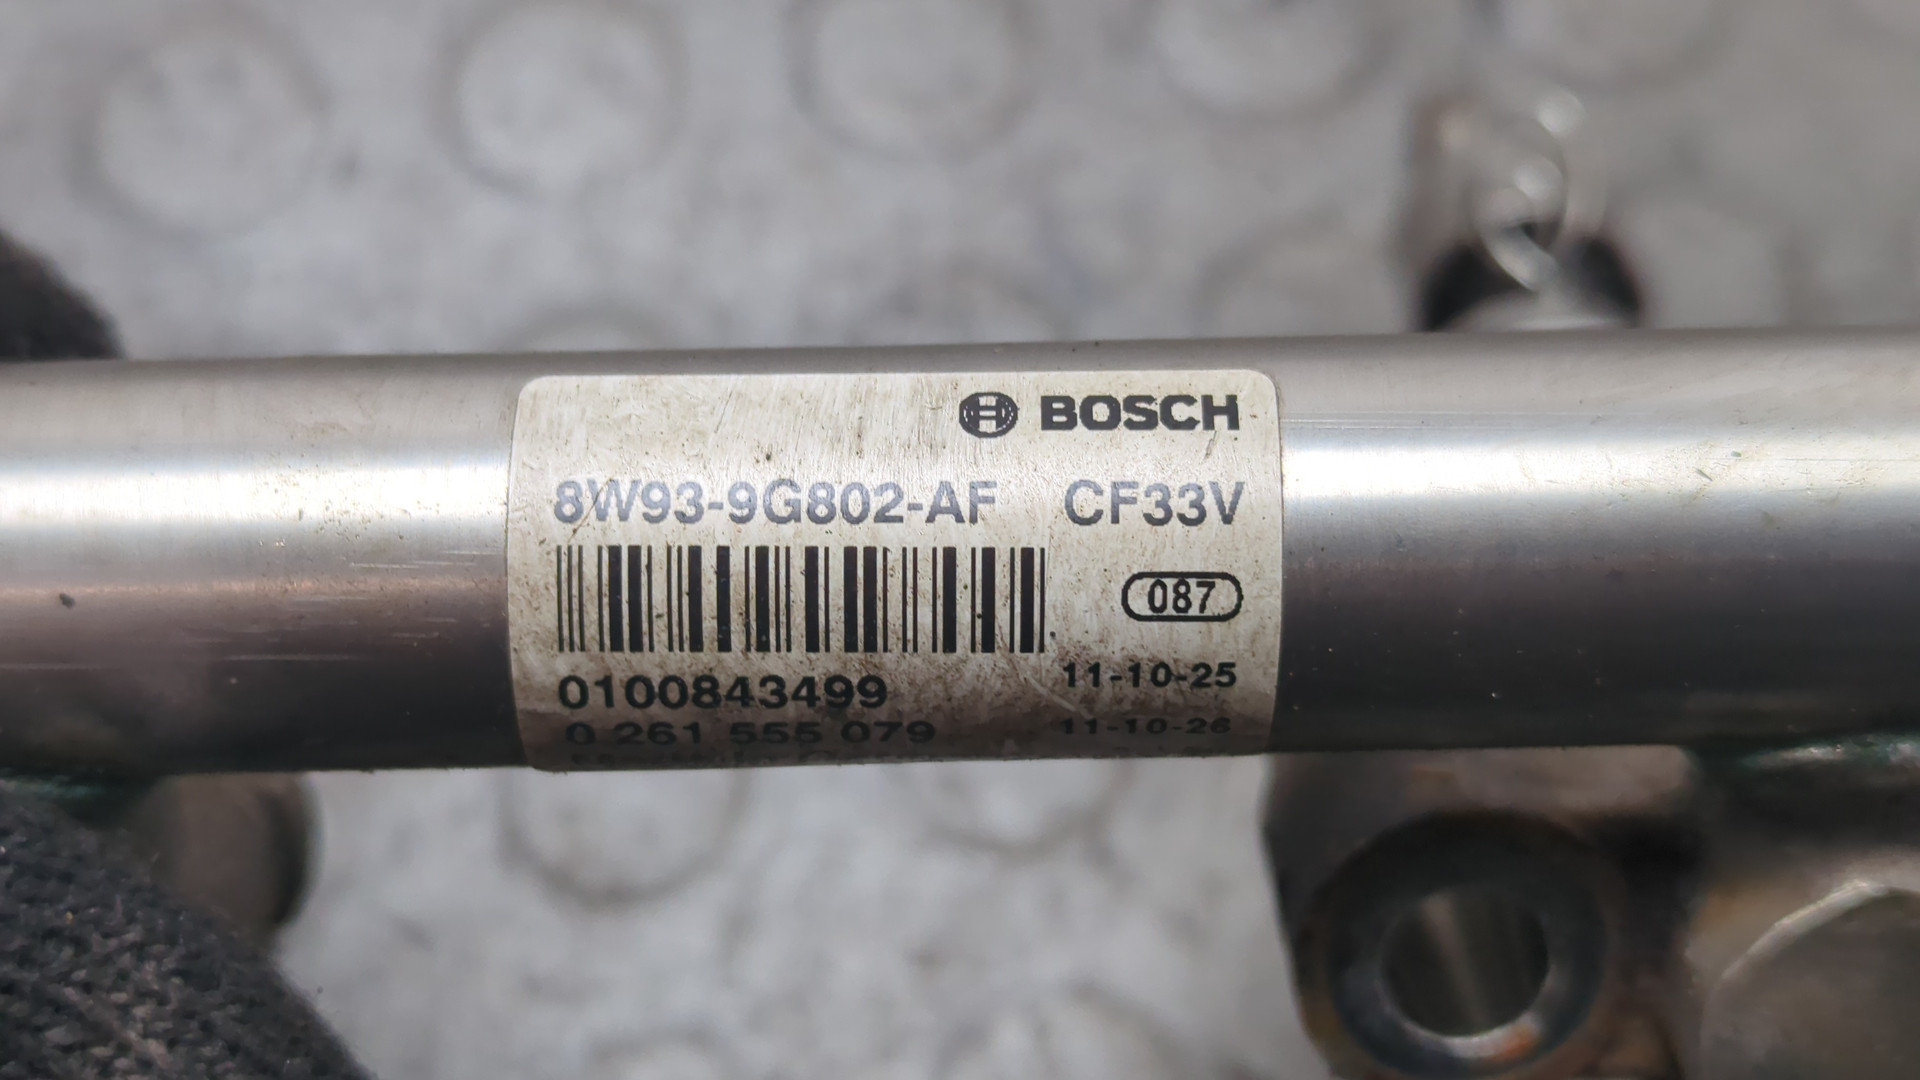 BOSCH
8W93-9G802-AF CF33V
087
0100843499 11-10-25
0 261 555 079 11-10-26